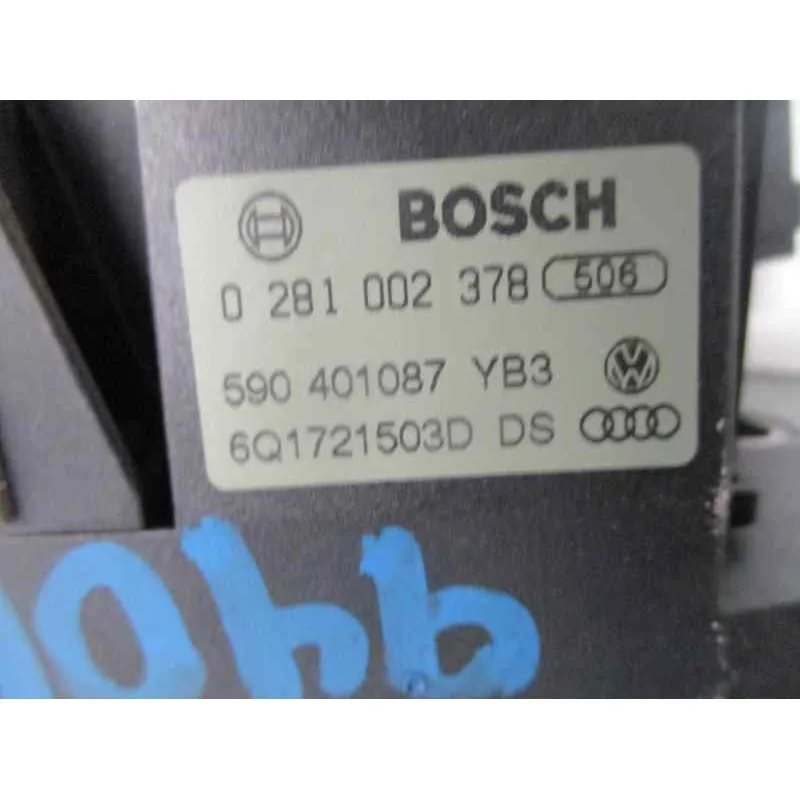 BOSCH
0 281 002 378 506
590 401087 YB3
6Q1721503D DS